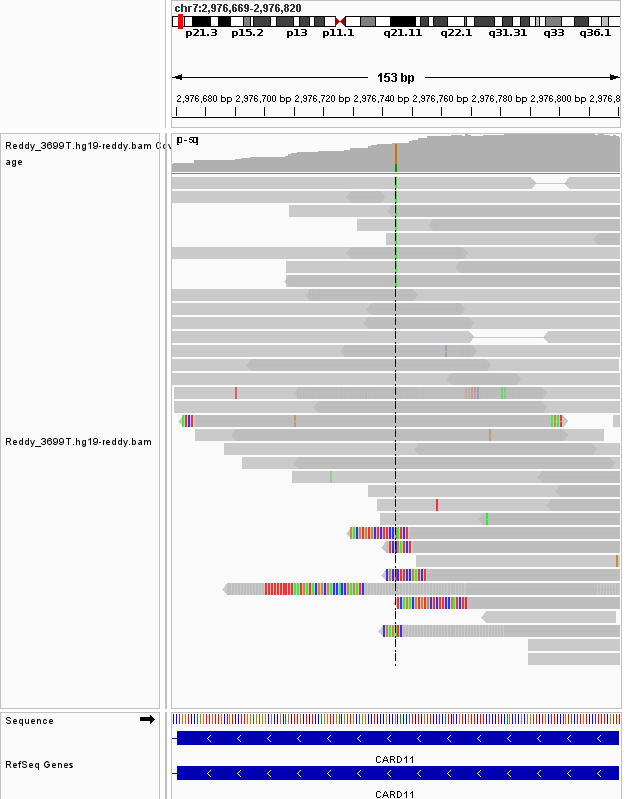 chr7:2,976,669-2,976,820
p21.3 p15.2 p13 p11.1 q21.11 q22.1 q31.31 q33 q36.1
153 bp
2,976,680 bp 2,976,700 bp 2,976,720 bp 2,976,740 bp 2,976,760 bp 2,976,780 bp 2,976,800 bp 2,976,8
Reddy_3699T.hg19-reddy.bam Cov
age
Reddy_3699T.hg19-reddy.bam
Sequence
CARD11
RefSeq Genes
CARD11